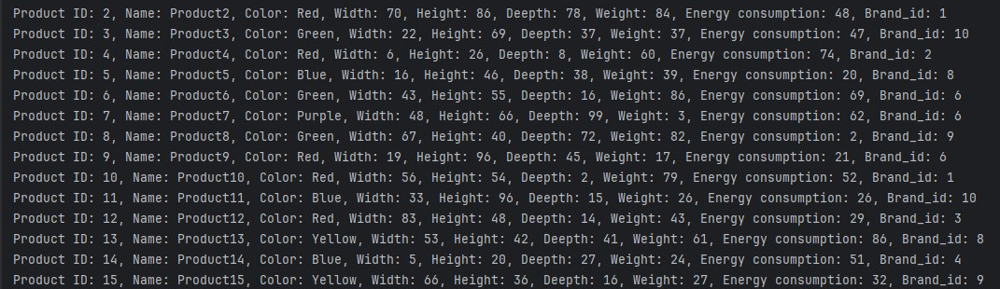 Product ID: 2, Name: Product2, Color: Red, Width: 70, Height: 86, Deepth: 78, Weight: 84, Energy consumption: 48, Brand_id: 1
Product ID: 3, Name: Product3, Color: Green, Width: 22, Height: 69, Deepth: 37, Weight: 37, Energy consumption: 47, Brand_id: 10
Product ID: 4, Name: Product4, Color: Red, Width: 6, Height: 26, Deepth: 8, Weight: 60, Energy consumption: 74, Brand_id: 2
Product ID: 5, Name: Product5, Color: Blue, Width: 16, Height: 46, Deepth: 38, Weight: 39, Energy consumption: 20, Brand_id: 8
Product ID: 6, Name: Product6, Color: Green, Width: 43, Height: 55, Deepth: 16, Weight: 86, Energy consumption: 69, Brand_id: 6
Product ID: 7, Name: Product7, Color: Purple, Width: 48, Height: 66, Deepth: 99, Weight: 3, Energy consumption: 62, Brand_id: 6
Product ID: 8, Name: Product8, Color: Green, Width: 67, Height: 40, Deepth: 72, Weight: 82, Energy consumption: 2, Brand_id: 9
Product ID: 9, Name: Product9, Color: Red, Width: 19, Height: 96, Deepth: 45, Weight: 17, Energy consumption: 21, Brand_id: 6
Product ID: 10, Name: Product10, Color: Red, Width: 56, Height: 54, Deepth: 2, Weight: 79, Energy consumption: 52, Brand_id: 1
Product ID: 11, Name: Product11, Color: Blue, Width: 33, Height: 96, Deepth: 15, Weight: 26, Energy consumption: 26, Brand_id: 10
Product ID: 12, Name: Product12, Color: Red, Width: 83, Height: 48, Deepth: 14, Weight: 43, Energy consumption: 29, Brand_id: 3
Product ID: 13, Name: Product13, Color: Yellow, Width: 53, Height: 42, Deepth: 41, Weight: 61, Energy consumption: 86, Brand_id: 8
Product ID: 14, Name: Product14, Color: Blue, Width: 5, Height: 20, Deepth: 27, Weight: 24, Energy consumption: 51, Brand_id: 4
Product ID: 15, Name: Product15, Color: Yellow, Width: 66, Height: 36, Deepth: 16, Weight: 27, Energy consumption: 32, Brand_id: 9